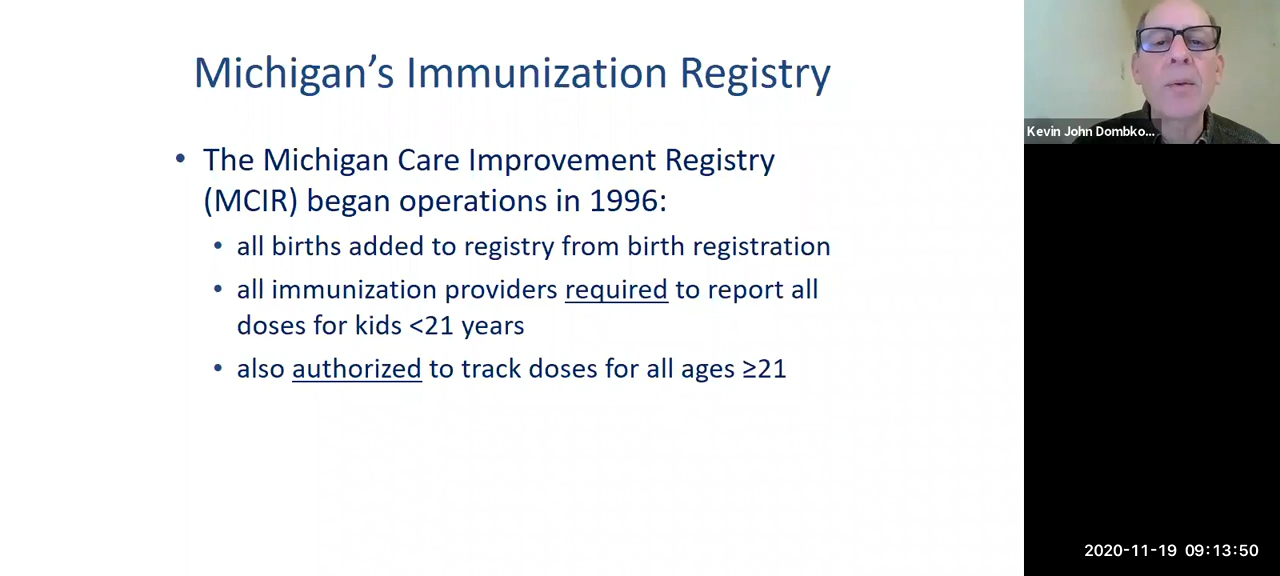 Michigan’s Immunization Registry
• The Michigan Care Improvement Registry
(MCIR) began operations in 1996:
• all births added to registry from birth registration
• all immunization providers required to report all
doses for kids <21 years
• also authorized to track doses for all ages ≥21
Kevin John Dombko...
2020-11-19 09:13:50